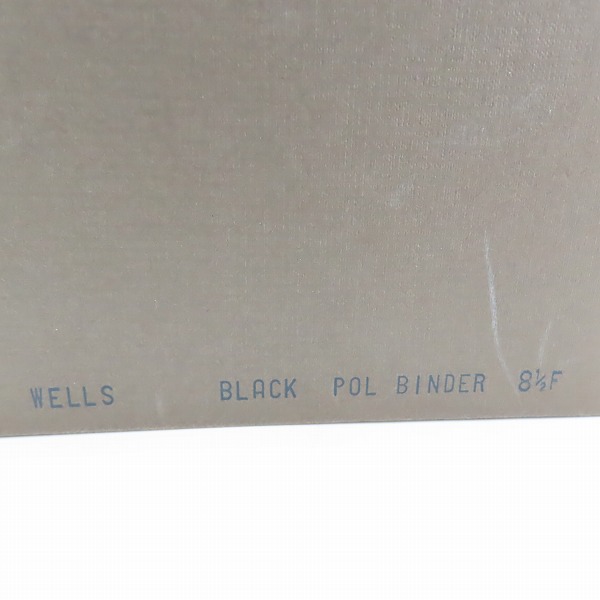 WELLS BLACK POL BINDER 8½F